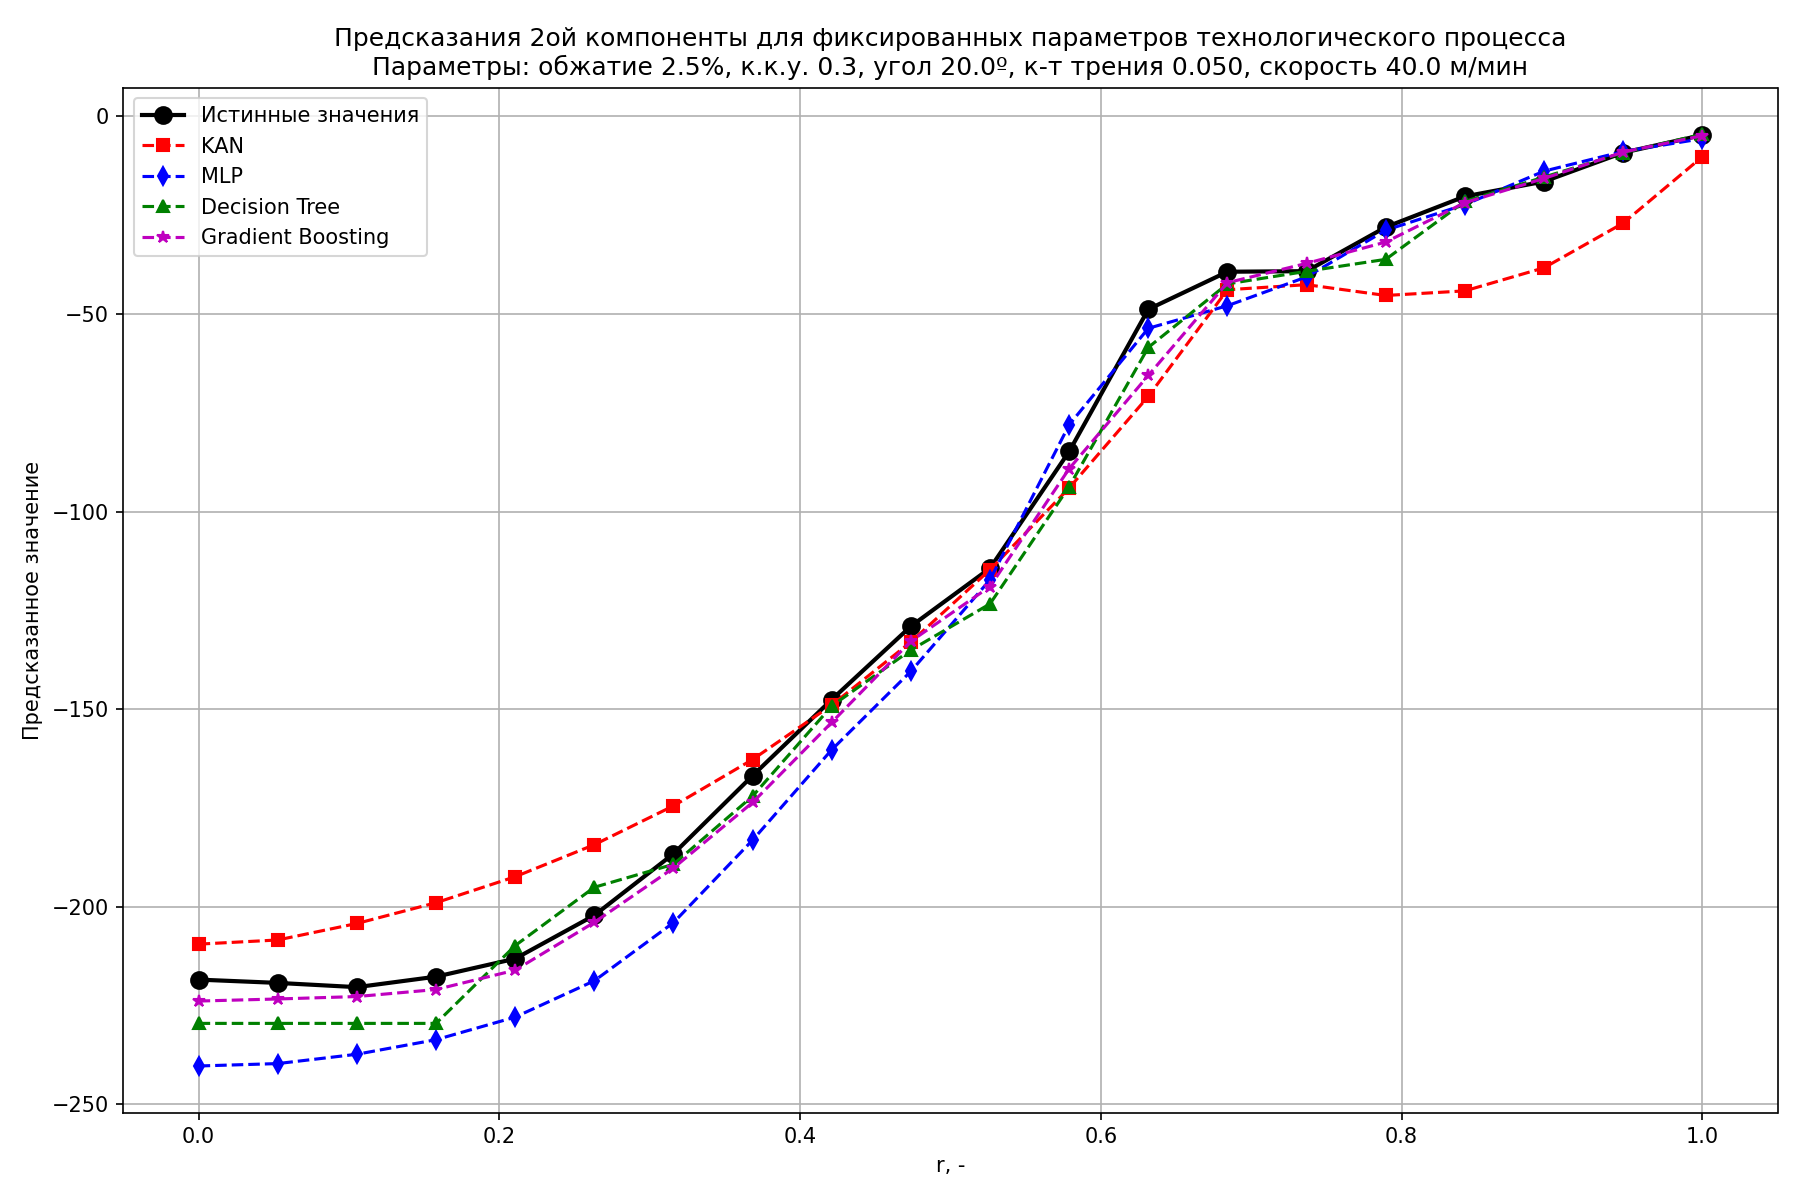 Предсказания 2ой компоненты для фиксированных параметров технологического процесса
Параметры: обжатие 2.5%, к.к.у. 0.3, угол 20.0º, к-т трения 0.050, скорость 40.0 м/мин
Истинные значения
KAN
MLP
Decision Tree
Gradient Boosting
Предсказанное значение
0
−50
−100
−150
−200
−250
0.0 0.2 0.4 0.6 0.8 1.0
r, -